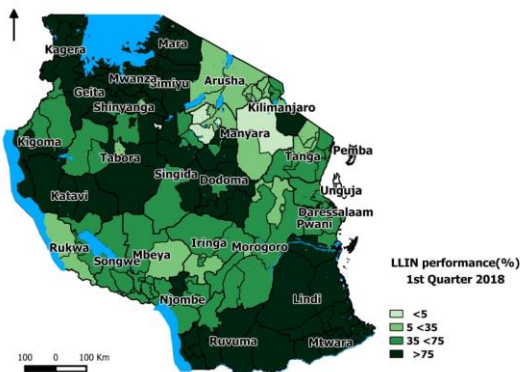 Mara
Kagera
Mwanza
Simiyu
Arusha
Geita
Shinyanga
Kilimanjaro
Manyara
Kigoma
Tabora
Tanga
Pemba
Singida
Dodoma
Unguja
Katavi
Daressalaam
Pwani
Iringa
Morogoro
Rukwa
Mbeya
Songwe
Njombe
Lindi
Ruvuma
Mtwara
LLIN performance(%)
1st Quarter 2018
<5
5 <35
35 <75
>75
100 0 100 Km